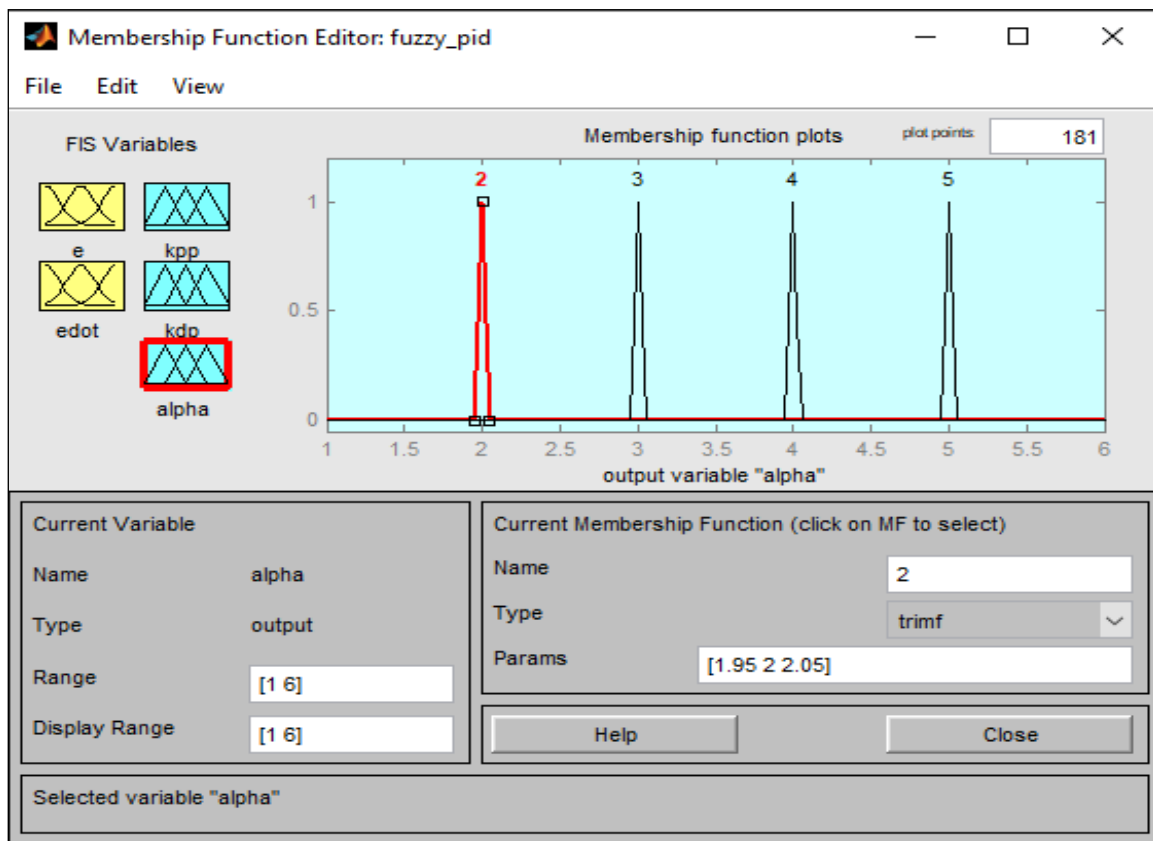 Membership Function Editor: fuzzy_pid
File Edit View
FIS Variables
Membership function plots
plot points:
181
e
kpp
edot
kdp
alpha
2 3 4 5
1
0.5
0
1 1.5 2 2.5 3 3.5 4 4.5 5 5.5 6
output variable "alpha"
Current Variable
Name alpha
Type output
Range [1 6]
Display Range [1 6]
Current Membership Function (click on MF to select)
Name 2
Type trimf
Params [1.95 2 2.05]
Help Close
Selected variable "alpha"